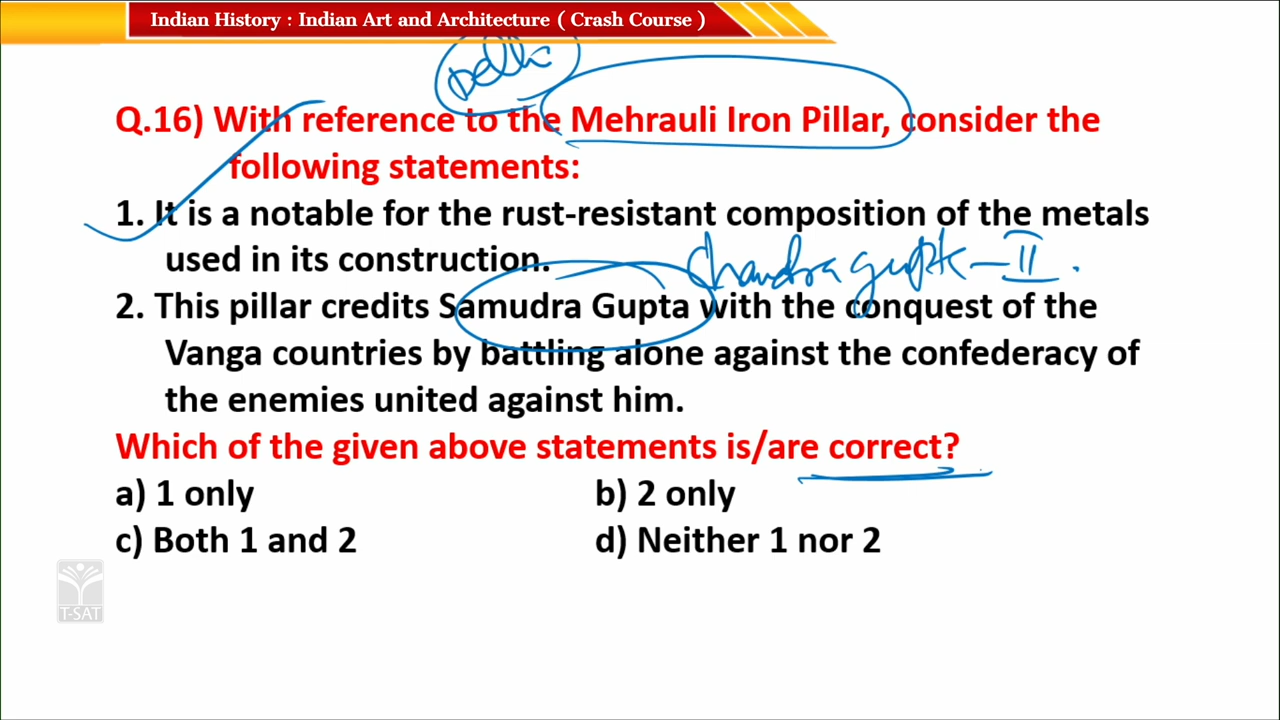 Indian History : Indian Art and Architecture ( Crash Course )
Delhi
Q.16) With reference to the Mehrauli Iron Pillar, consider the
following statements:
1. It is a notable for the rust-resistant composition of the metals
used in its construction.
Chandra gupta - II .
2. This pillar credits Samudra Gupta with the conquest of the
Vanga countries by battling alone against the confederacy of
the enemies united against him.
Which of the given above statements is/are correct?
a) 1 only b) 2 only
c) Both 1 and 2 d) Neither 1 nor 2
T-SAT